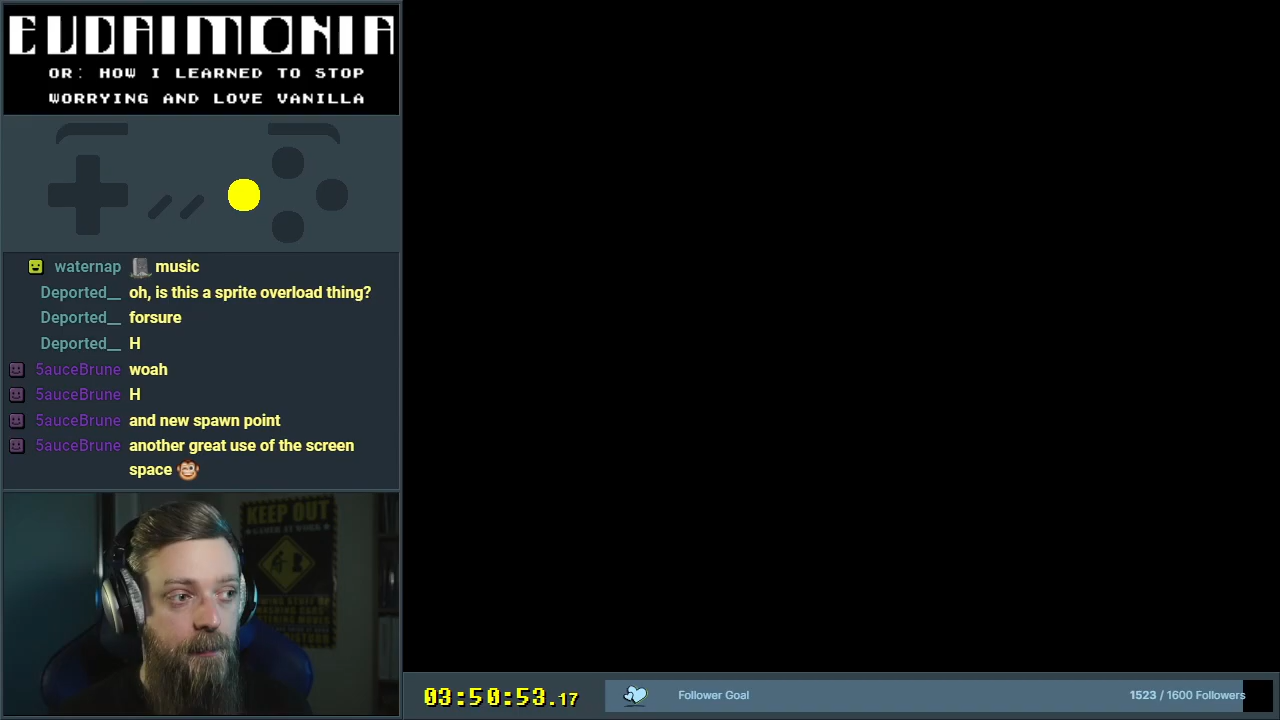 EUDAIMONIA
OR: HOW I LEARNED TO STOP
WORRYING AND LOVE VANILLA
waternap music
Deported__ oh, is this a sprite overload thing?
Deported__ forsure
Deported__ H
5auceBrune woah
5auceBrune H
5auceBrune and new spawn point
5auceBrune another great use of the screen
space
KEEP OUT
03:50:53.17
Follower Goal
1523 / 1600 Followers